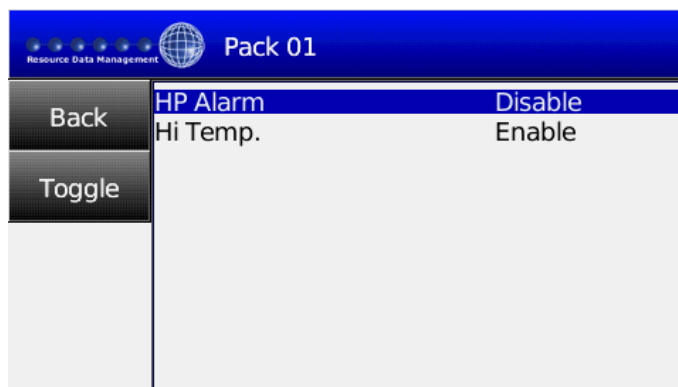 Resource Data Management
Pack 01
Back
Toggle
HP Alarm Disable
Hi Temp. Enable